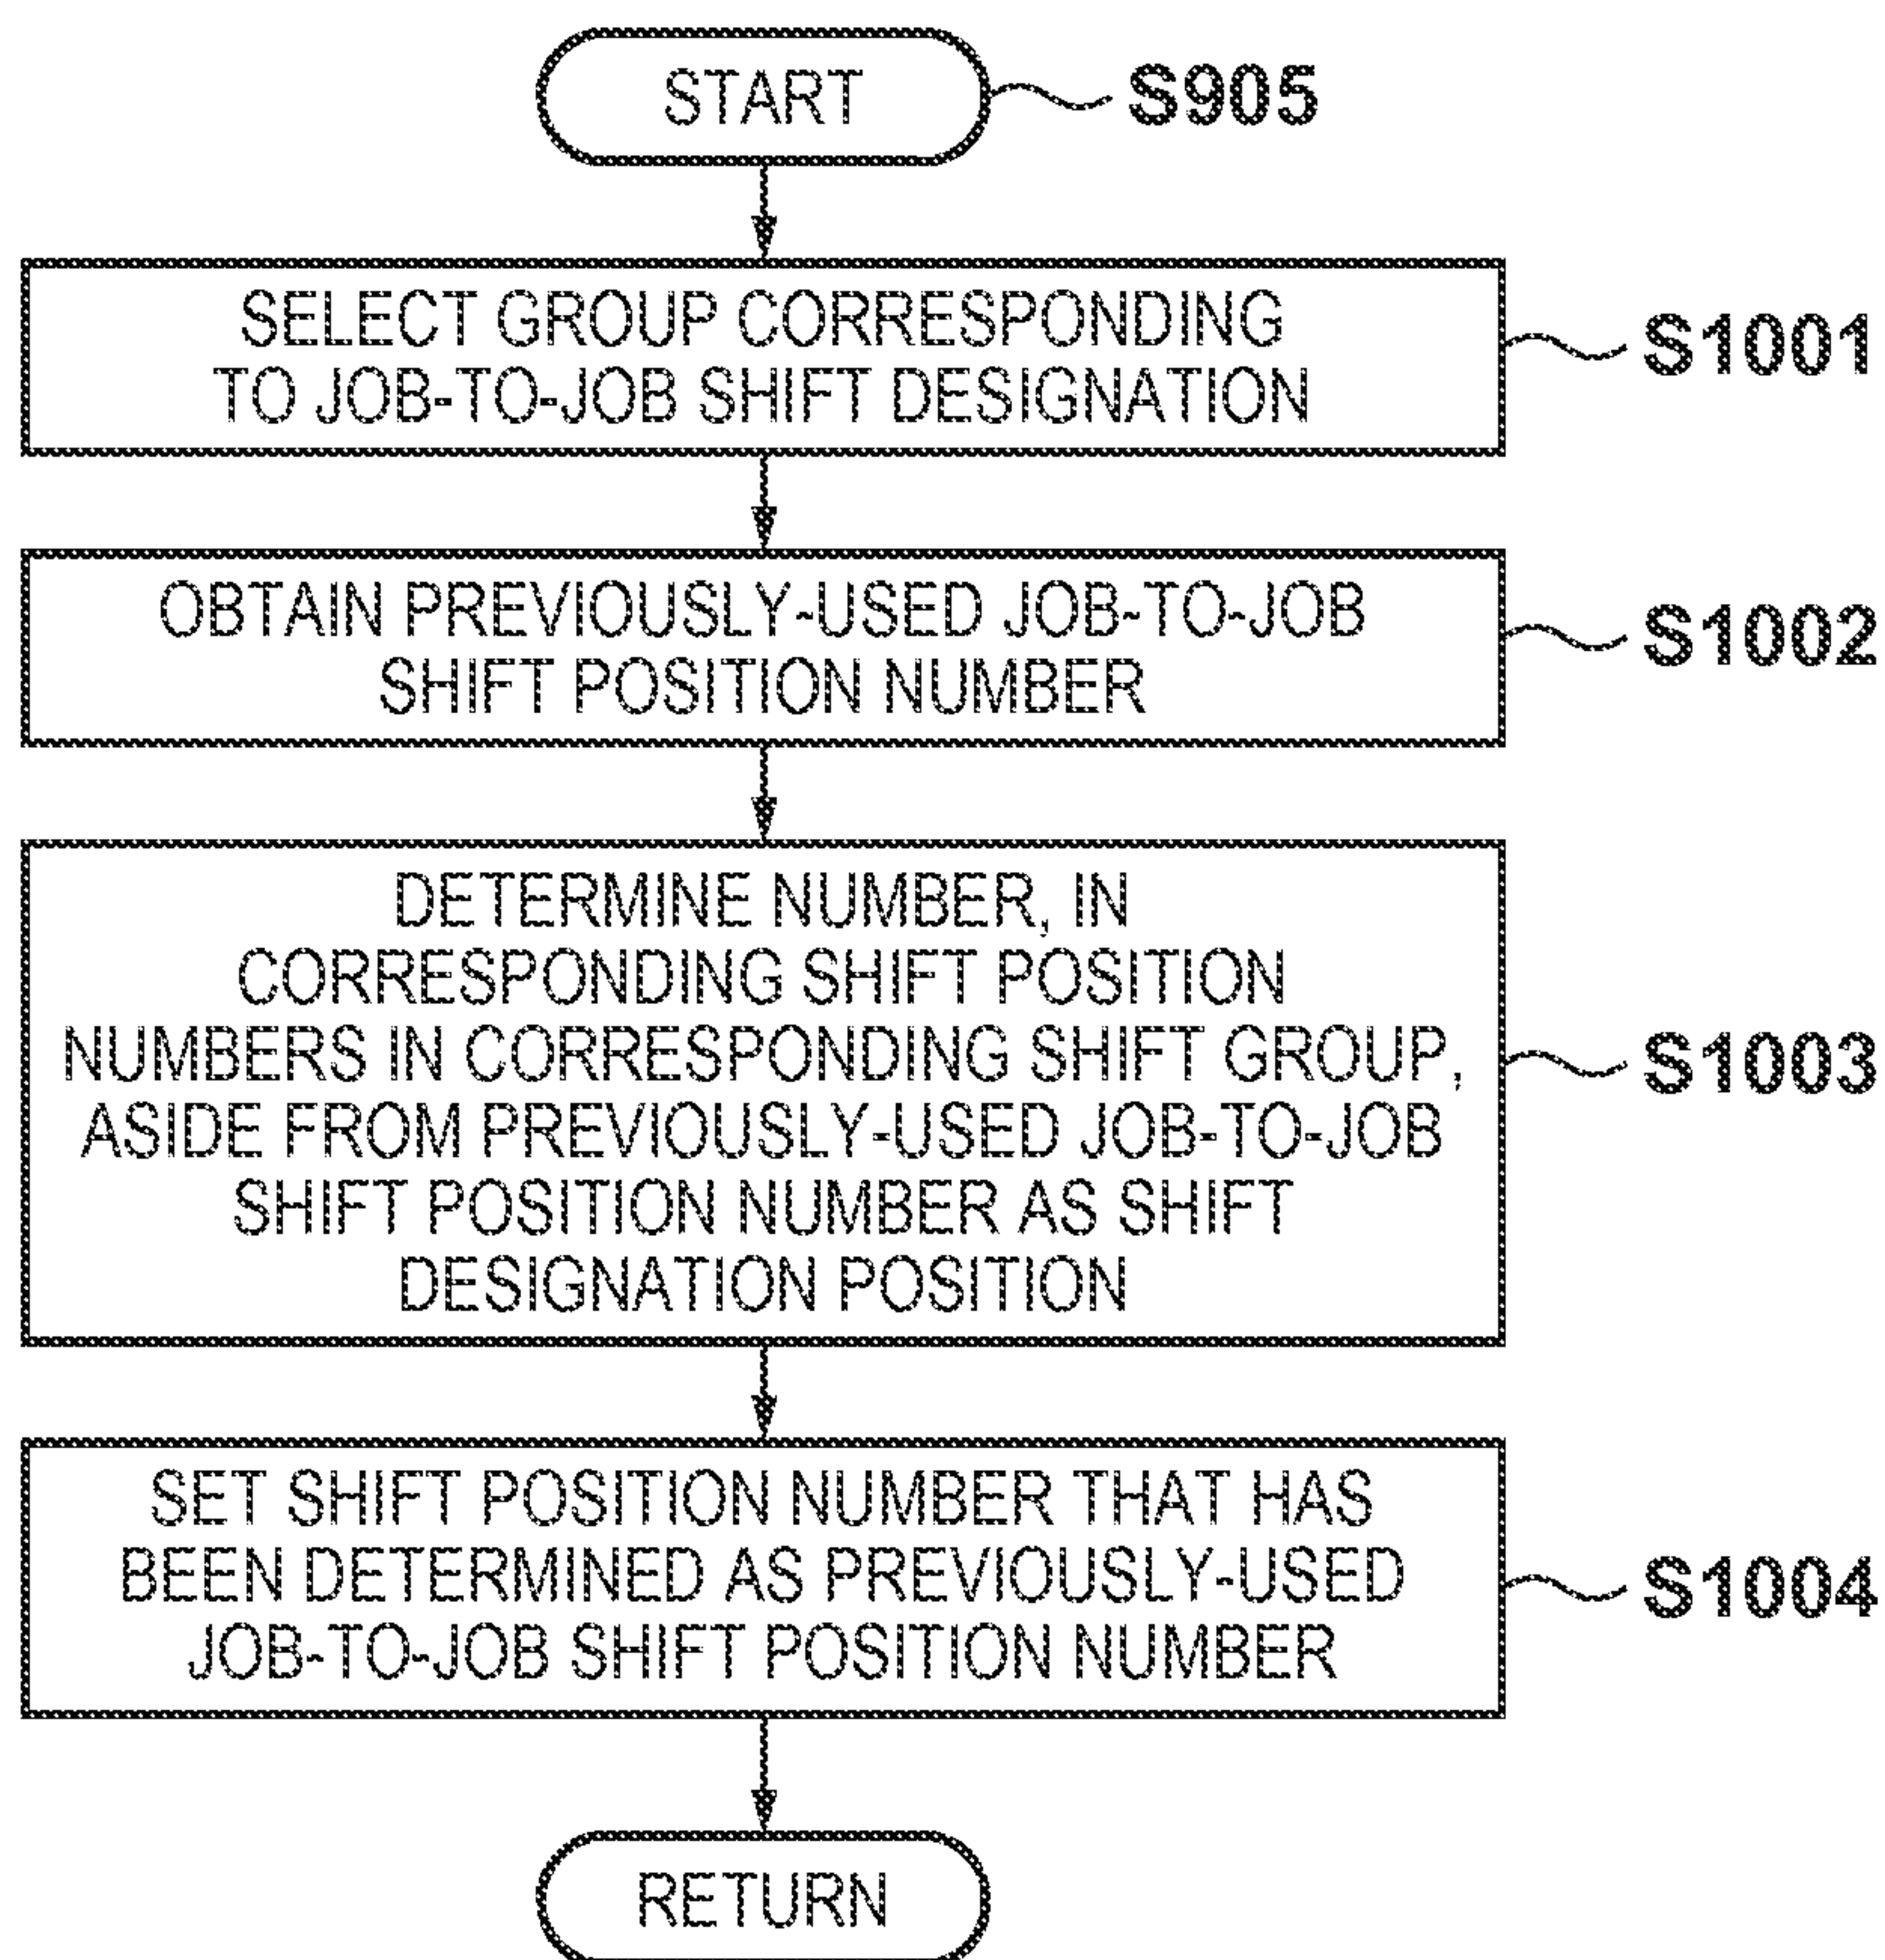 START
S905
SELECT GROUP CORRESPONDING
TO JOB-TO-JOB SHIFT DESIGNATION
S1001
OBTAIN PREVIOUSLY-USED JOB-TO-JOB
SHIFT POSITION NUMBER
S1002
DETERMINE NUMBER, IN
CORRESPONDING SHIFT POSITION
NUMBERS IN CORRESPONDING SHIFT GROUP,
ASIDE FROM PREVIOUSLY-USED JOB-TO-JOB
SHIFT POSITION NUMBER AS SHIFT
DESIGNATION POSITION
S1003
SET SHIFT POSITION NUMBER THAT HAS
BEEN DETERMINED AS PREVIOUSLY-USED
JOB-TO-JOB SHIFT POSITION NUMBER
S1004
RETURN